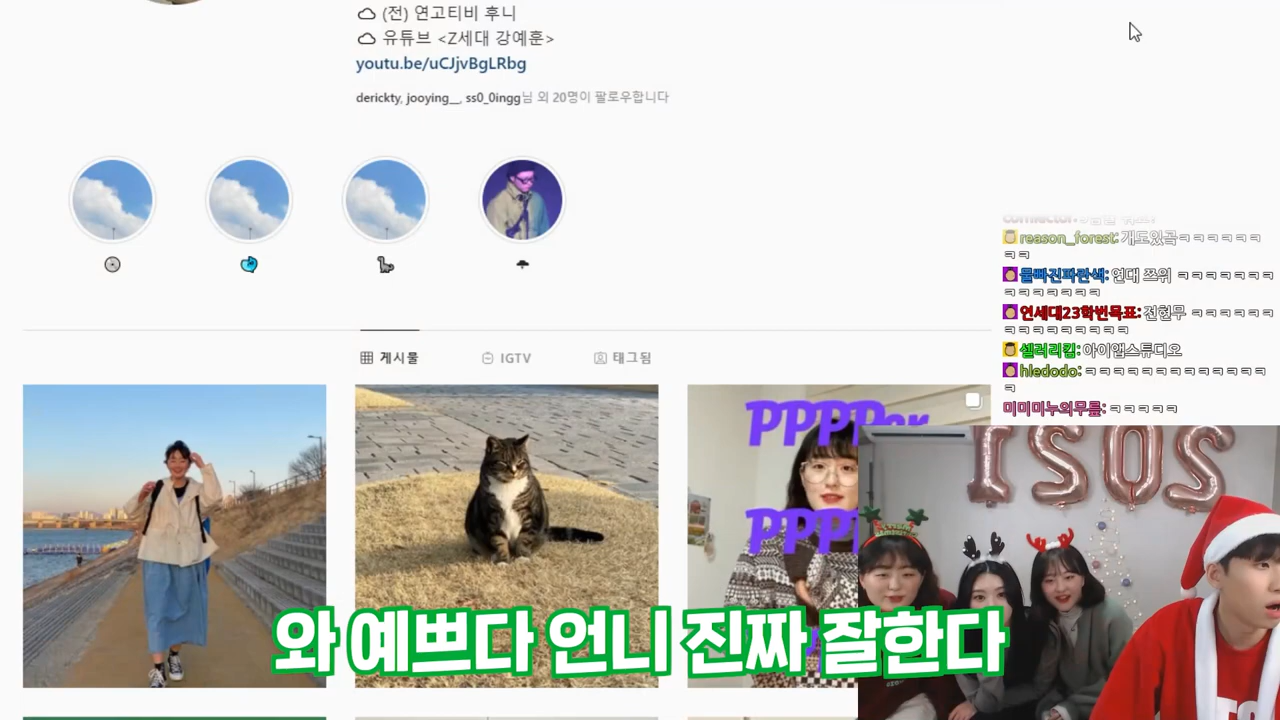 (전) 연고티비 후니
유튜브 <Z세대 강예훈>
youtu.be/uCJjvBgLRbg
derickty, jooying__, ss0_0ingg님 외 20명이 팔로우합니다
게시물
IGTV
태그됨
reason_forest: 개도있곸ㅋㅋㅋㅋㅋㅋ
ㅋㅋ
물빠진파란색: 연대 쯔위 ㅋㅋㅋㅋㅋㅋㅋ
ㅋㅋㅋㅋㅋㅋㅋㅋ
연세대23학번목표: 전현무 ㅋㅋㅋㅋㅋㅋ
ㅋㅋㅋㅋㅋㅋㅋㅋㅋㅋ
셀러리킴: 아이앱스튜디오
hledodo: ㅋㅋㅋㅋㅋㅋㅋㅋㅋㅋㅋㅋㅋ
ㅋ
미미미누의무릎: ㅋㅋㅋㅋㅋ
PPPPer
PPPP
ISOS
와 예쁘다 언니 진짜 잘한다